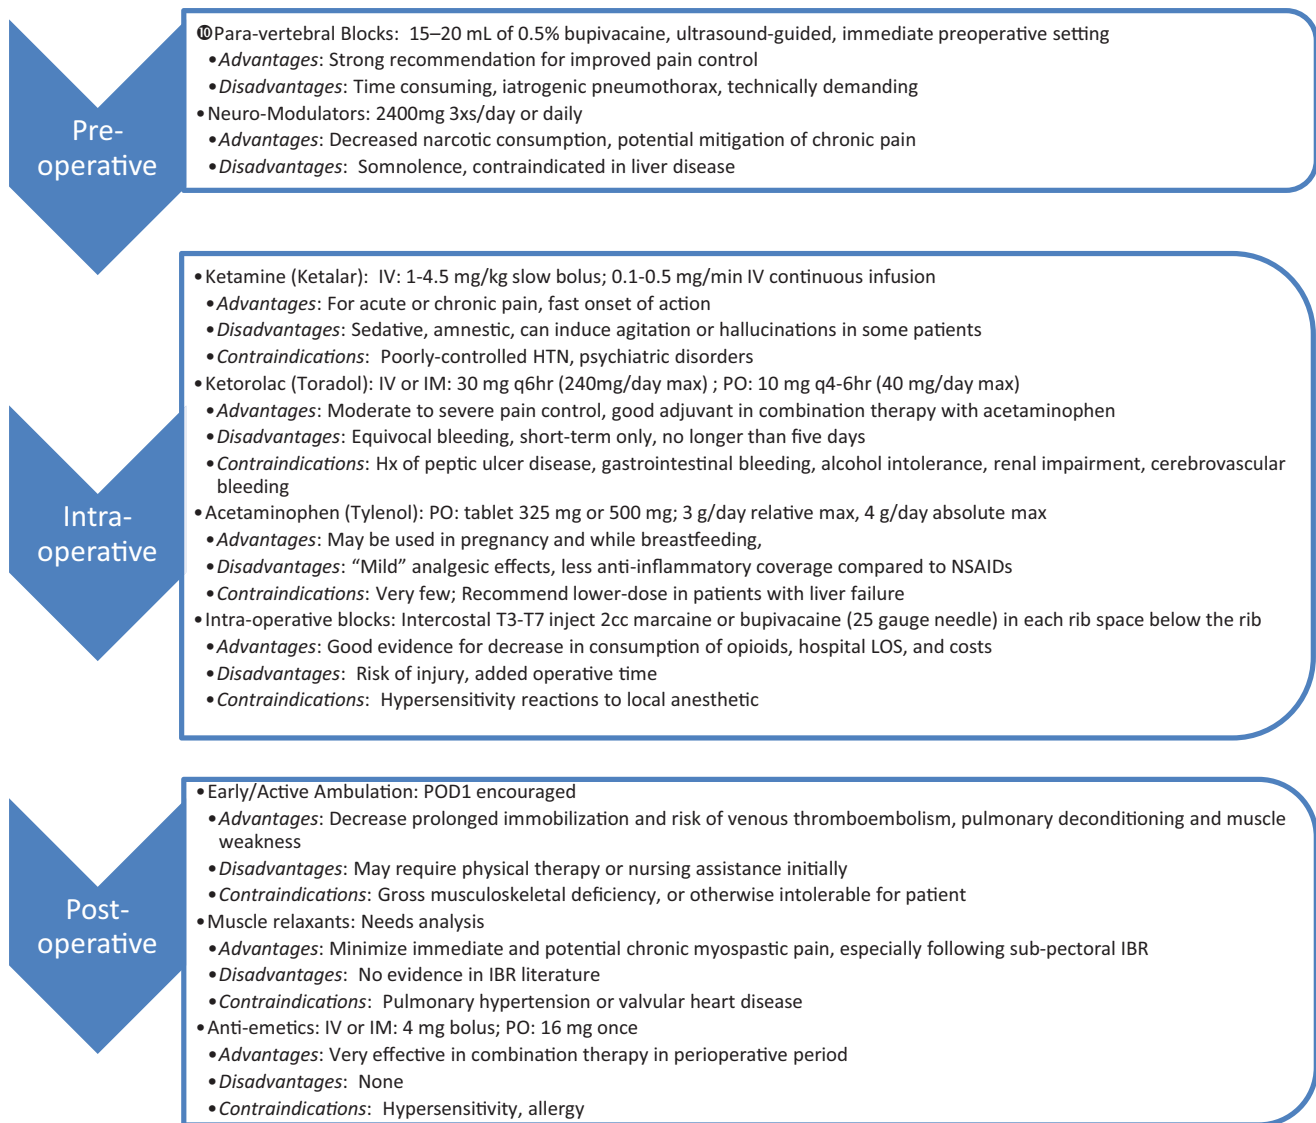 Pre-
operative
❿Para-vertebral Blocks: 15–20 mL of 0.5% bupivacaine, ultrasound-guided, immediate preoperative setting
•Advantages: Strong recommendation for improved pain control
•Disadvantages: Time consuming, iatrogenic pneumothorax, technically demanding
•Neuro-Modulators: 2400mg 3xs/day or daily
•Advantages: Decreased narcotic consumption, potential mitigation of chronic pain
•Disadvantages: Somnolence, contraindicated in liver disease
Intra-
operative
•Ketamine (Ketalar): IV: 1-4.5 mg/kg slow bolus; 0.1-0.5 mg/min IV continuous infusion
•Advantages: For acute or chronic pain, fast onset of action
•Disadvantages: Sedative, amnestic, can induce agitation or hallucinations in some patients
•Contraindications: Poorly-controlled HTN, psychiatric disorders
•Ketorolac (Toradol): IV or IM: 30 mg q6hr (240mg/day max) ; PO: 10 mg q4-6hr (40 mg/day max)
•Advantages: Moderate to severe pain control, good adjuvant in combination therapy with acetaminophen
•Disadvantages: Equivocal bleeding, short-term only, no longer than five days
•Contraindications: Hx of peptic ulcer disease, gastrointestinal bleeding, alcohol intolerance, renal impairment, cerebrovascular
bleeding
•Acetaminophen (Tylenol): PO: tablet 325 mg or 500 mg; 3 g/day relative max, 4 g/day absolute max
•Advantages: May be used in pregnancy and while breastfeeding,
•Disadvantages: “Mild” analgesic effects, less anti-inflammatory coverage compared to NSAIDs
•Contraindications: Very few; Recommend lower-dose in patients with liver failure
•Intra-operative blocks: Intercostal T3-T7 inject 2cc marcaine or bupivacaine (25 gauge needle) in each rib space below the rib
•Advantages: Good evidence for decrease in consumption of opioids, hospital LOS, and costs
•Disadvantages: Risk of injury, added operative time
•Contraindications: Hypersensitivity reactions to local anesthetic
Post-
operative
•Early/Active Ambulation: POD1 encouraged
•Advantages: Decrease prolonged immobilization and risk of venous thromboembolism, pulmonary deconditioning and muscle
weakness
•Disadvantages: May require physical therapy or nursing assistance initially
•Contraindications: Gross musculoskeletal deficiency, or otherwise intolerable for patient
•Muscle relaxants: Needs analysis
•Advantages: Minimize immediate and potential chronic myospastic pain, especially following sub-pectoral IBR
•Disadvantages: No evidence in IBR literature
•Contraindications: Pulmonary hypertension or valvular heart disease
•Anti-emetics: IV or IM: 4 mg bolus; PO: 16 mg once
•Advantages: Very effective in combination therapy in perioperative period
•Disadvantages: None
•Contraindications: Hypersensitivity, allergy